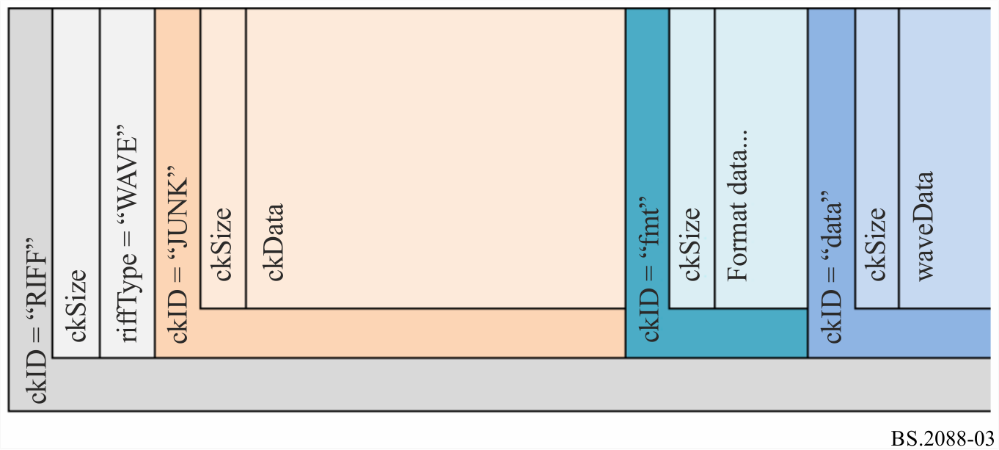 ckID = “RIFF”
ckSize
riffType = “WAVE”
ckID = “JUNK”
ckSize
ckData
ckID = “fmt”
ckSize
Format data...
ckID = “data”
ckSize
waveData
BS.2088-03